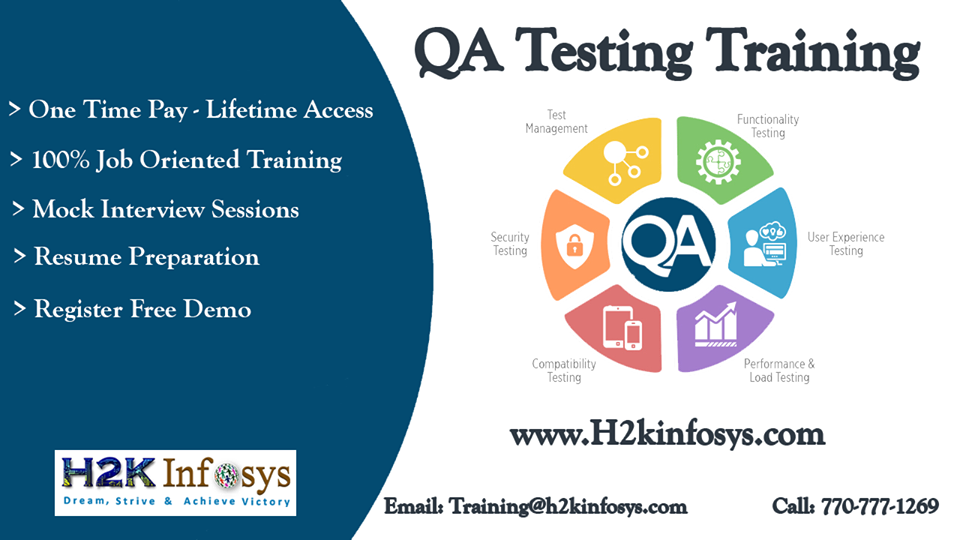 QA Testing Training
> One Time Pay - Lifetime Access
> 100% Job Oriented Training
> Mock Interview Sessions
> Resume Preparation
> Register Free Demo
Test
Management
Functionality
Testing
Security
Testing
QA
User Experience
Testing
Compatibility
Testing
Performance &
Load Testing
www.H2kinfosys.com
H2K Infosys
Dream, Strive & Achieve Victory
Email: Training@h2kinfosys.com
Call: 770-777-1269